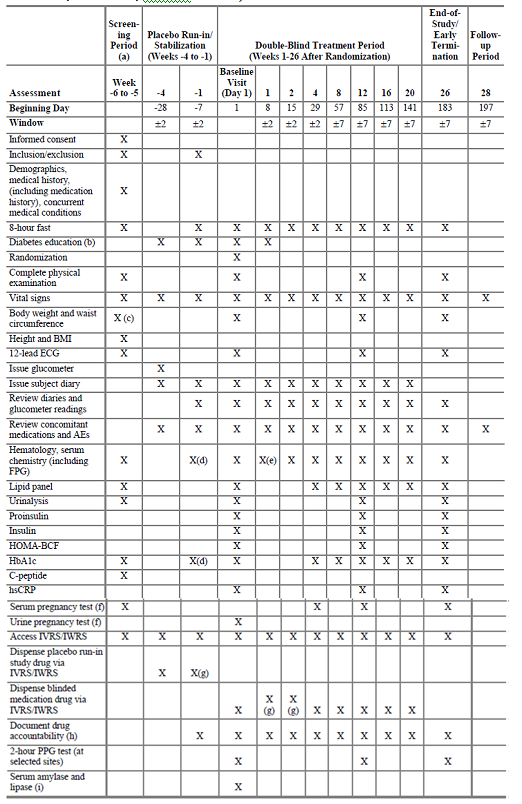 Screen-ing Period (a) | Placebo Run-in/ Stabilization (Weeks -4 to -1) | Double-Blind Treatment Period (Weeks 1-26 After Randomization) | End-of-Study/ Early Termi-nation | Follow-up Period
Assessment | Week -6 to -5 | -4 | -1 | Baseline Visit (Day 1) | 1 | 2 | 4 | 8 | 12 | 16 | 20 | 26 | 28
Beginning Day | -28 | -7 | 1 | 8 | 15 | 29 | 57 | 85 | 113 | 141 | 183 | 197
Window | ±2 | ±2 | ±2 | ±2 | ±2 | ±7 | ±7 | ±7 | ±7 | ±7 | ±7
Informed consent | X
Inclusion/exclusion | X | X
Demographics, medical history, (including medication history), concurrent medical conditions | X
8-hour fast | X | X | X | X | X | X | X | X | X | X | X
Diabetes education (b) | X | X | X | X
Randomization | X
Complete physical examination | X | X | X | X
Vital signs | X | X | X | X | X | X | X | X | X | X | X | X | X
Body weight and waist circumference | X (c) | X | X | X
Height and BMI | X
12-lead ECG | X | X | X | X
Issue glucometer | X
Issue subject diary | X | X | X | X | X | X | X | X | X | X
Review diaries and glucometer readings | X | X | X | X | X | X | X | X | X | X
Review concomitant medications and AEs | X | X | X | X | X | X | X | X | X | X | X | X
Hematology, serum chemistry (including FPG) | X | X(d) | X | X(e) | X | X | X | X | X | X | X
Lipid panel | X | X | X | X | X | X | X | X
Urinalysis | X | X | X | X
Proinsulin | X | X | X
Insulin | X | X | X
HOMA-BCF | X | X | X
HbA1c | X | X(d) | X | X | X | X | X | X | X
C-peptide | X
hsCRP | X | X | X
Serum pregnancy test (f) | X | X | X | X
Urine pregnancy test (f) | X
Access IVRS/IWRS | X | X | X | X | X | X | X | X | X | X | X | X
Dispense placebo run-in study drug via IVRS/IWRS | X | X(g)
Dispense blinded medication drug via IVRS/IWRS | X | X (g) | X (g) | X | X | X | X | X
Document drug accountability (h) | X | X | X | X | X | X | X | X | X | X
2-hour PPG test (at selected sites) | X | X | X
Serum amylase and lipase (i) | X